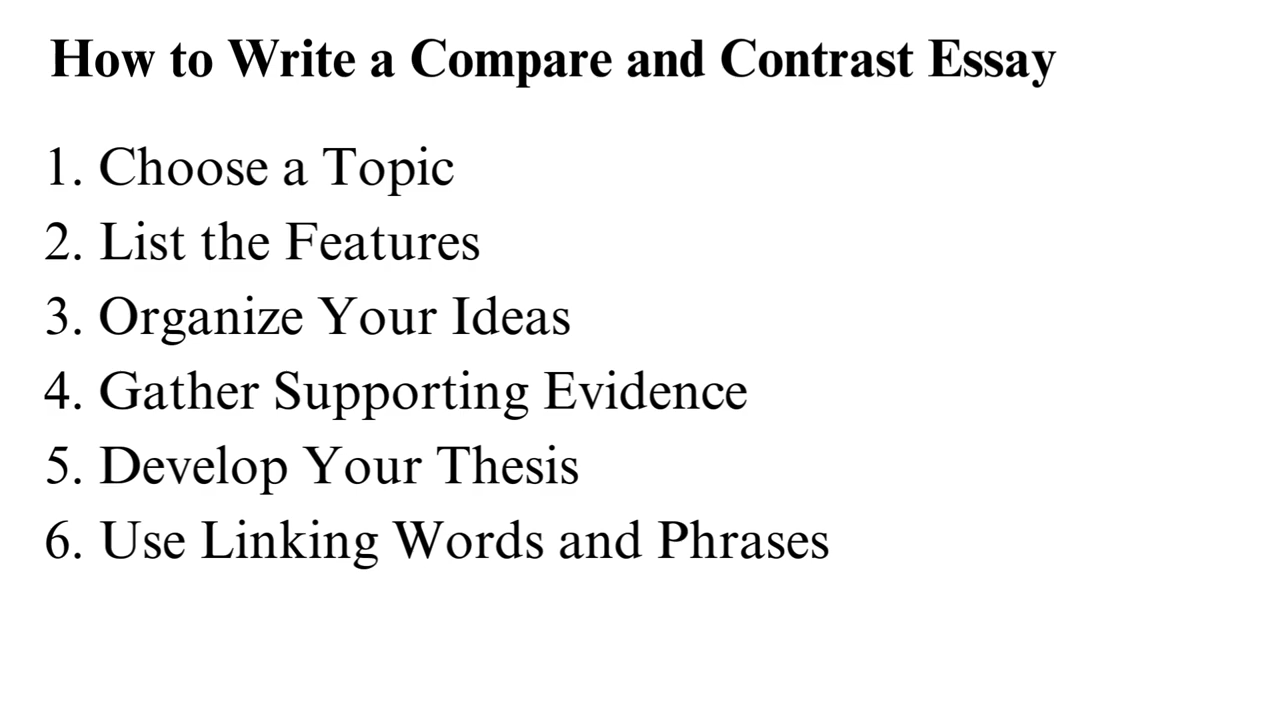 How to Write a Compare and Contrast Essay
1. Choose a Topic
2. List the Features
3. Organize Your Ideas
4. Gather Supporting Evidence
5. Develop Your Thesis
6. Use Linking Words and Phrases